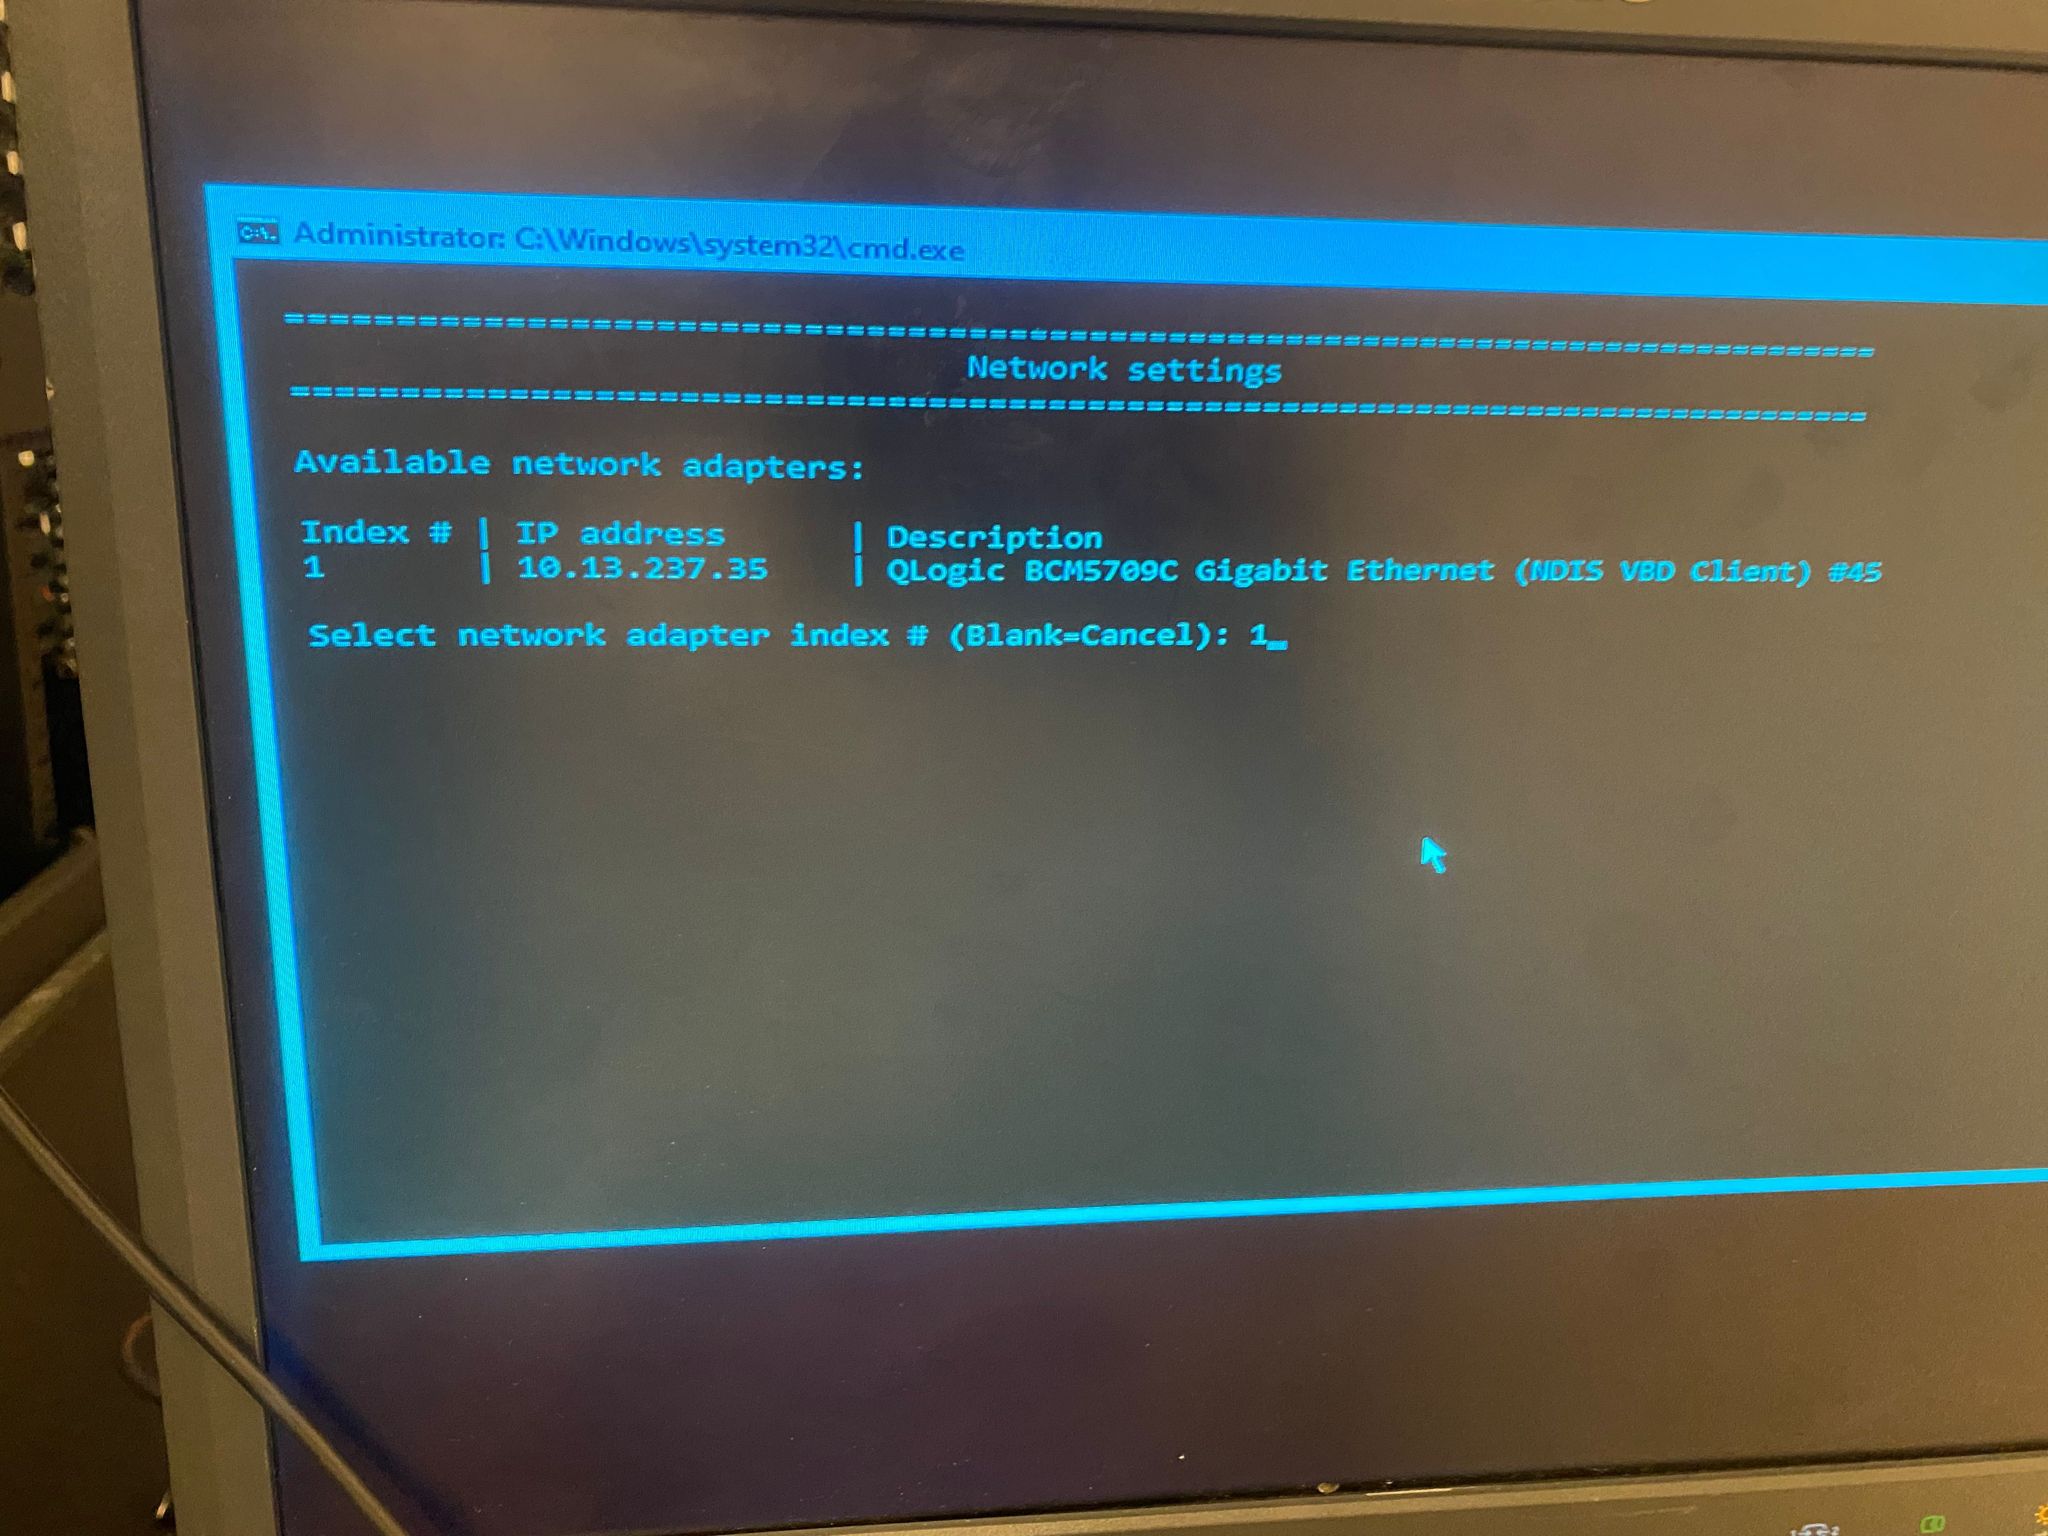 C:\. Administrator: C:\Windows\system32\cmd.exe
===========================================================================
Network settings
===========================================================================
Available network adapters:
Index # | IP address | Description
1 | 10.13.237.35 | QLogic BCM5709C Gigabit Ethernet (NDIS VBD Client) #45
Select network adapter index # (Blank=Cancel): 1_